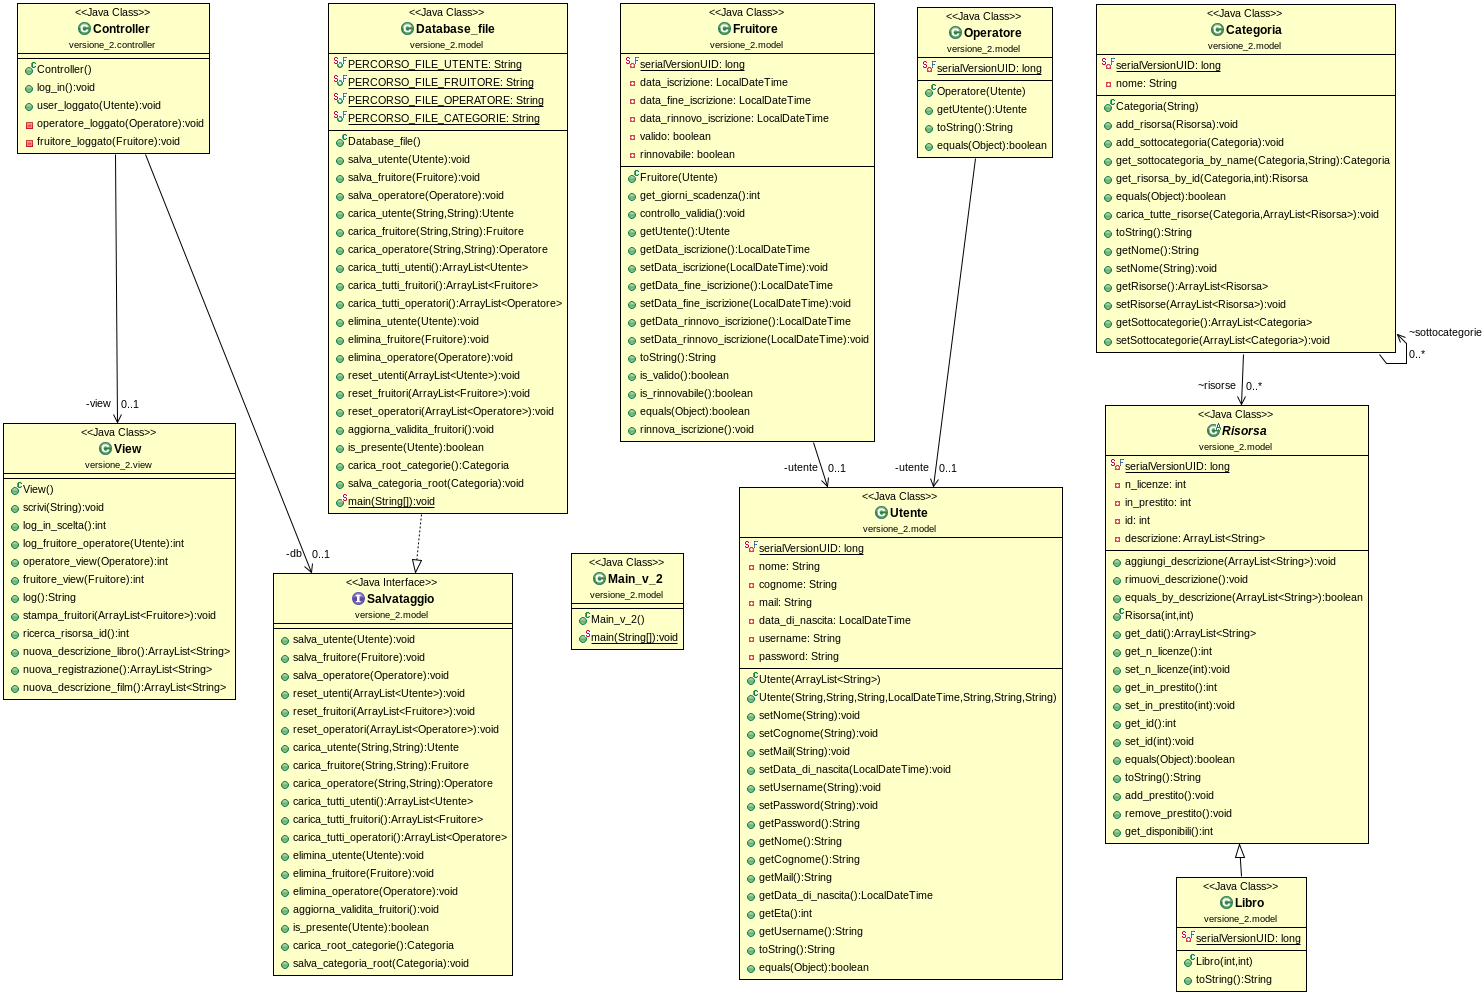 <<Java Class>>
Controller
versione_2.controller
Controller()
log_in():void
user_loggato(Utente):void
operatore_loggato(Operatore):void
fruitore_loggato(Fruitore):void
<<Java Class>>
Database_file
versione_2.model
PERCORSO_FILE_UTENTE: String
PERCORSO_FILE_FRUITORE: String
PERCORSO_FILE_OPERATORE: String
PERCORSO_FILE_CATEGORIE: String
Database_file()
salva_utente(Utente):void
salva_fruitore(Fruitore):void
salva_operatore(Operatore):void
carica_utente(String,String):Utente
carica_fruitore(String,String):Fruitore
carica_operatore(String,String):Operatore
carica_tutti_utenti():ArrayList<Utente>
carica_tutti_fruitori():ArrayList<Fruitore>
carica_tutti_operatori():ArrayList<Operatore>
elimina_utente(Utente):void
elimina_fruitore(Fruitore):void
elimina_operatore(Operatore):void
reset_utenti(ArrayList<Utente>):void
reset_fruitori(ArrayList<Fruitore>):void
reset_operatori(ArrayList<Operatore>):void
aggiorna_validita_fruitori():void
is_presente(Utente):boolean
carica_root_categorie():Categoria
salva_categoria_root(Categoria):void
main(String[]):void
<<Java Class>>
Fruitore
versione_2.model
serialVersionUID: long
data_iscrizione: LocalDateTime
data_fine_iscrizione: LocalDateTime
data_rinnovo_iscrizione: LocalDateTime
valido: boolean
rinnovabile: boolean
Fruitore(Utente)
get_giorni_scadenza():int
controllo_validia():void
getUtente():Utente
getData_iscrizione():LocalDateTime
setData_iscrizione(LocalDateTime):void
getData_fine_iscrizione():LocalDateTime
setData_fine_iscrizione(LocalDateTime):void
getData_rinnovo_iscrizione():LocalDateTime
setData_rinnovo_iscrizione(LocalDateTime):void
toString():String
is_valido():boolean
is_rinnovabile():boolean
equals(Object):boolean
rinnova_iscrizione():void
<<Java Class>>
Operatore
versione_2.model
serialVersionUID: long
Operatore(Utente)
getUtente():Utente
toString():String
equals(Object):boolean
<<Java Class>>
Categoria
versione_2.model
serialVersionUID: long
nome: String
Categoria(String)
add_risorsa(Risorsa):void
add_sottocategoria(Categoria):void
get_sottocategoria_by_name(Categoria,String):Categoria
get_risorsa_by_id(Categoria,int):Risorsa
equals(Object):boolean
carica_tutte_risorse(Categoria,ArrayList<Risorsa>):void
toString():String
getNome():String
setNome(String):void
getRisorse():ArrayList<Risorsa>
setRisorse(ArrayList<Risorsa>):void
getSottocategorie():ArrayList<Categoria>
setSottocategorie(ArrayList<Categoria>):void
~sottocategorie
0..*
~risorse 0..*
-view 0..1
-db 0..1
-utente 0..1
-utente 0..1
<<Java Class>>
View
versione_2.view
View()
scrivi(String):void
log_in_scelta():int
log_fruitore_operatore(Utente):int
operatore_view(Operatore):int
fruitore_view(Fruitore):int
log():String
stampa_fruitori(ArrayList<Fruitore>):void
ricerca_risorsa_id():int
nuova_descrizione_libro():ArrayList<String>
nuova_registrazione():ArrayList<String>
nuova_descrizione_film():ArrayList<String>
<<Java Interface>>
Salvataggio
versione_2.model
salva_utente(Utente):void
salva_fruitore(Fruitore):void
salva_operatore(Operatore):void
reset_utenti(ArrayList<Utente>):void
reset_fruitori(ArrayList<Fruitore>):void
reset_operatori(ArrayList<Operatore>):void
carica_utente(String,String):Utente
carica_fruitore(String,String):Fruitore
carica_operatore(String,String):Operatore
carica_tutti_utenti():ArrayList<Utente>
carica_tutti_fruitori():ArrayList<Fruitore>
carica_tutti_operatori():ArrayList<Operatore>
elimina_utente(Utente):void
elimina_fruitore(Fruitore):void
elimina_operatore(Operatore):void
aggiorna_validita_fruitori():void
is_presente(Utente):boolean
carica_root_categorie():Categoria
salva_categoria_root(Categoria):void
<<Java Class>>
Main_v_2
versione_2.model
Main_v_2()
main(String[]):void
<<Java Class>>
Utente
versione_2.model
serialVersionUID: long
nome: String
cognome: String
mail: String
data_di_nascita: LocalDateTime
username: String
password: String
Utente(ArrayList<String>)
Utente(String,String,String,LocalDateTime,String,String,String)
setNome(String):void
setCognome(String):void
setMail(String):void
setData_di_nascita(LocalDateTime):void
setUsername(String):void
setPassword(String):void
getPassword():String
getNome():String
getCognome():String
getMail():String
getData_di_nascita():LocalDateTime
getEta():int
getUsername():String
toString():String
equals(Object):boolean
<<Java Class>>
Risorsa
versione_2.model
serialVersionUID: long
n_licenze: int
in_prestito: int
id: int
descrizione: ArrayList<String>
aggiungi_descrizione(ArrayList<String>):void
rimuovi_descrizione():void
equals_by_descrizione(ArrayList<String>):boolean
Risorsa(int,int)
get_dati():ArrayList<String>
get_n_licenze():int
set_n_licenze(int):void
get_in_prestito():int
set_in_prestito(int):void
get_id():int
set_id(int):void
equals(Object):boolean
toString():String
add_prestito():void
remove_prestito():void
get_disponibili():int
<<Java Class>>
Libro
versione_2.model
serialVersionUID: long
Libro(int,int)
toString():String